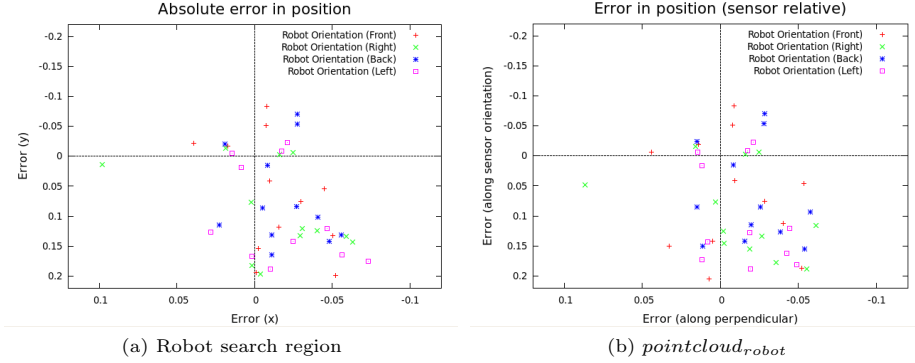 Absolute error in position
Robot Orientation (Front)
Robot Orientation (Right)
Robot Orientation (Back)
Robot Orientation (Left)
Error (y)
-0.2
-0.15
-0.1
-0.05
0
0.05
0.1
0.15
0.2
0.1
0.05
0
-0.05
-0.1
Error (x)
(a) Robot search region
Error in position (sensor relative)
Robot Orientation (Front)
Robot Orientation (Right)
Robot Orientation (Back)
Robot Orientation (Left)
Error (along sensor orientation)
-0.2
-0.15
-0.1
-0.05
0
0.05
0.1
0.15
0.2
0.1
0.05
0
-0.05
-0.1
Error (along perpendicular)
(b) pointcloud_robot